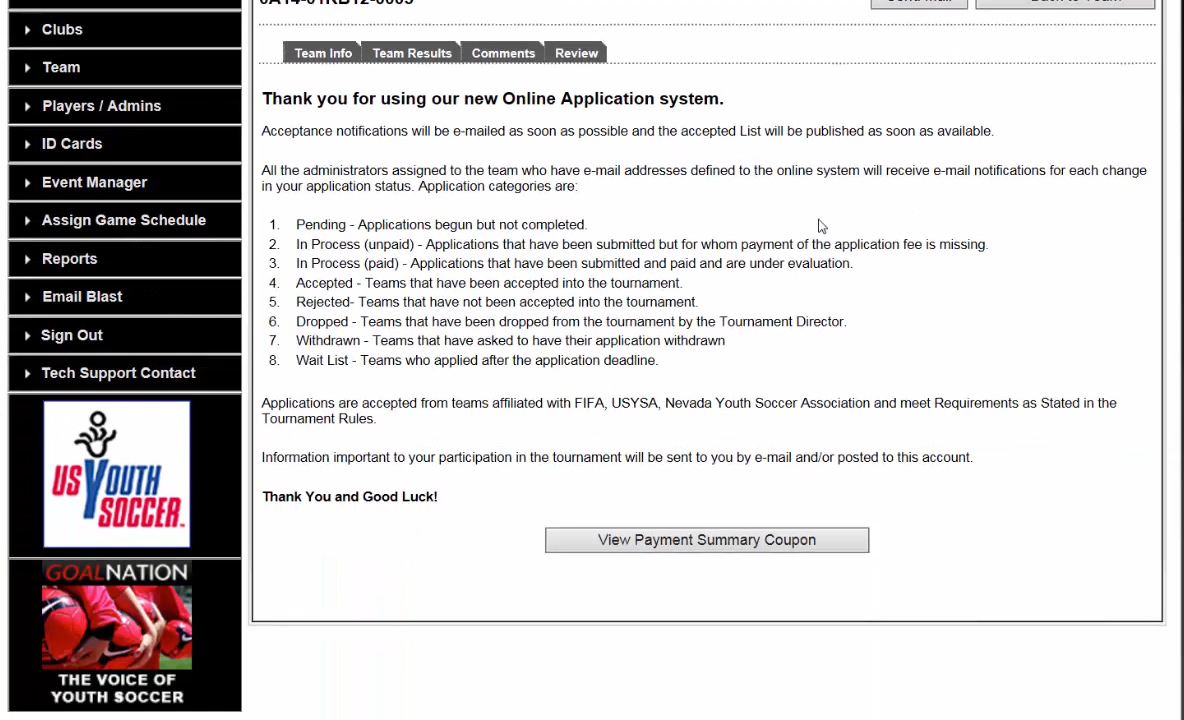 Clubs
Team
Players / Admins
ID Cards
Event Manager
Assign Game Schedule
Reports
Email Blast
Sign Out
Tech Support Contact
US YOUTH
SOCCER
GOALNATION
THE VOICE OF
YOUTH SOCCER
Team Info Team Results Comments Review
Thank you for using our new Online Application system.
Acceptance notifications will be e-mailed as soon as possible and the accepted List will be published as soon as available.
All the administrators assigned to the team who have e-mail addresses defined to the online system will receive e-mail notifications for each change
in your application status. Application categories are:
1. Pending - Applications begun but not completed.
2. In Process (unpaid) - Applications that have been submitted but for whom payment of the application fee is missing.
3. In Process (paid) - Applications that have been submitted and paid and are under evaluation.
4. Accepted - Teams that have been accepted into the tournament.
5. Rejected- Teams that have not been accepted into the tournament.
6. Dropped - Teams that have been dropped from the tournament by the Tournament Director.
7. Withdrawn - Teams that have asked to have their application withdrawn
8. Wait List - Teams who applied after the application deadline.
Applications are accepted from teams affiliated with FIFA, USYSA, Nevada Youth Soccer Association and meet Requirements as Stated in the
Tournament Rules.
Information important to your participation in the tournament will be sent to you by e-mail and/or posted to this account.
Thank You and Good Luck!
View Payment Summary Coupon